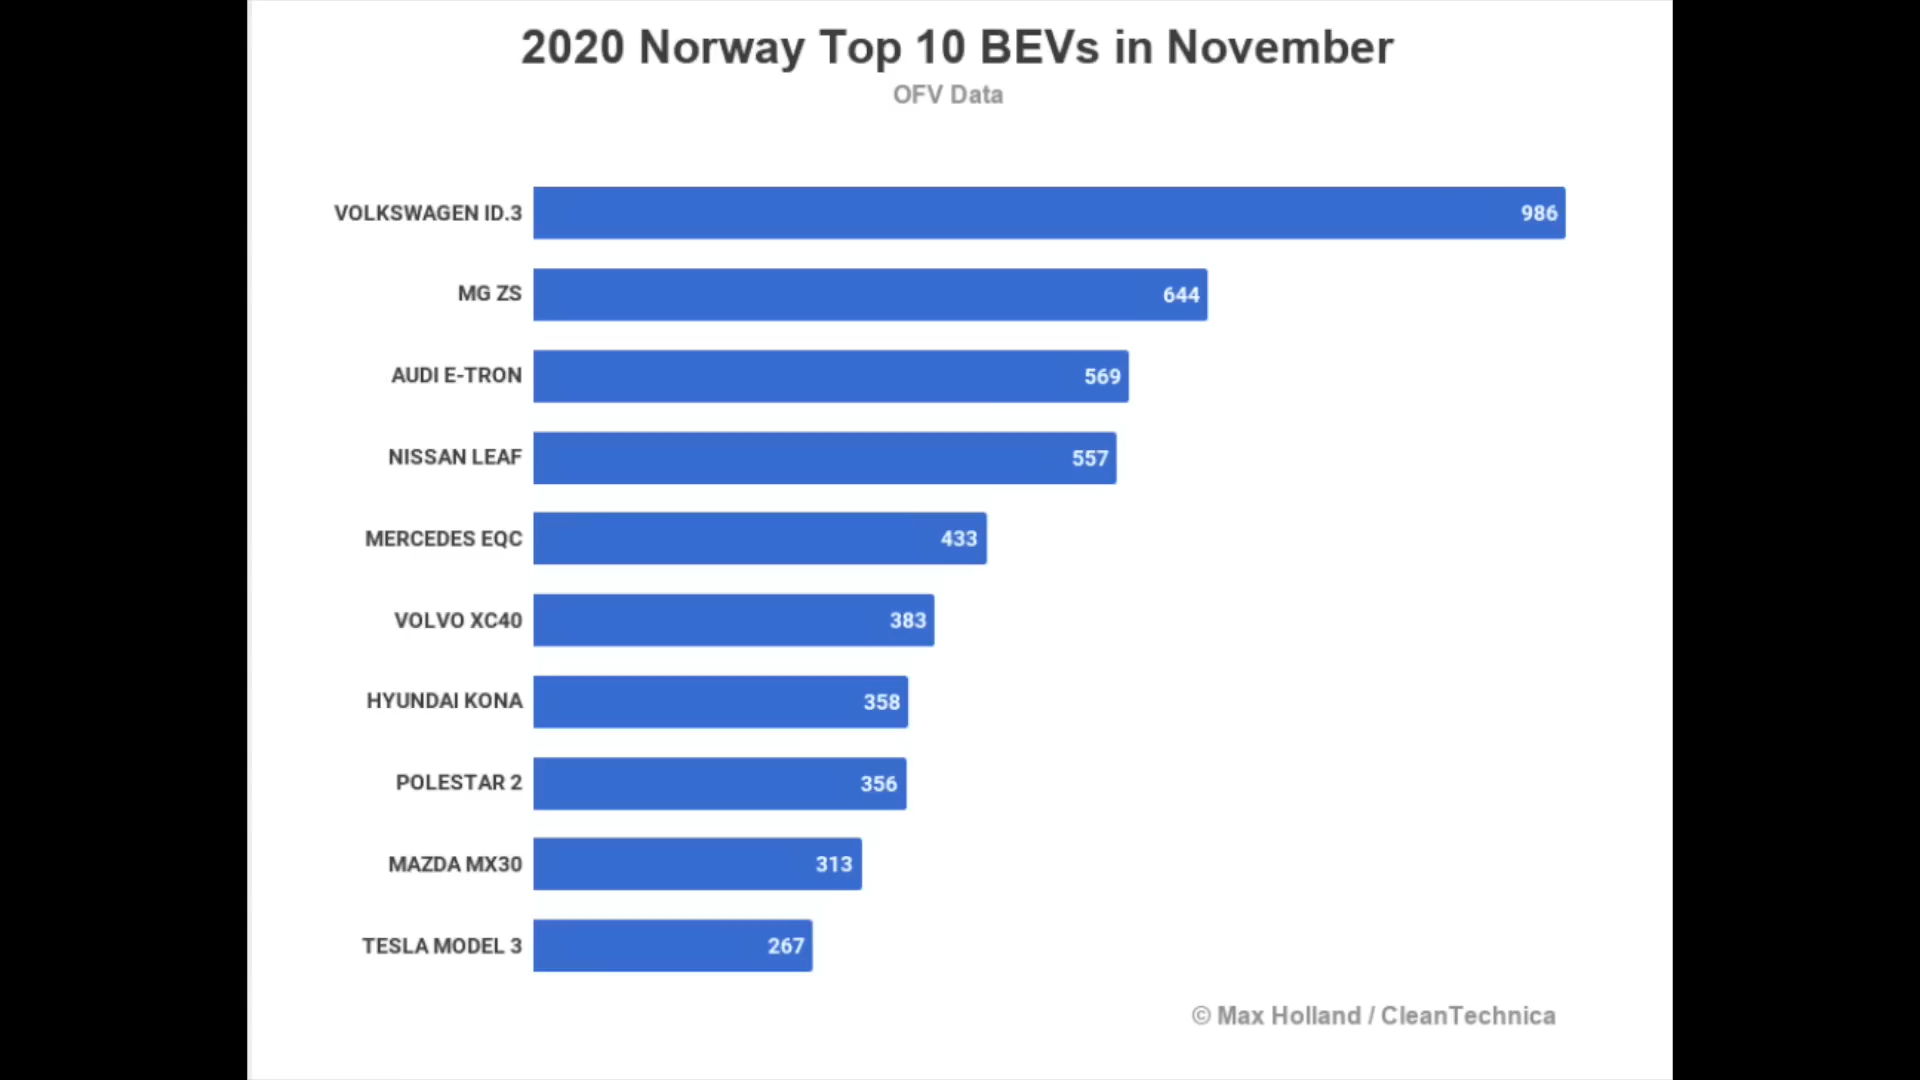 2020 Norway Top 10 BEVs in November
OFV Data
VOLKSWAGEN ID.3 986
MG ZS 644
AUDI E-TRON 569
NISSAN LEAF 557
MERCEDES EQC 433
VOLVO XC40 383
HYUNDAI KONA 358
POLESTAR 2 356
MAZDA MX30 313
TESLA MODEL 3 267
© Max Holland / CleanTechnica